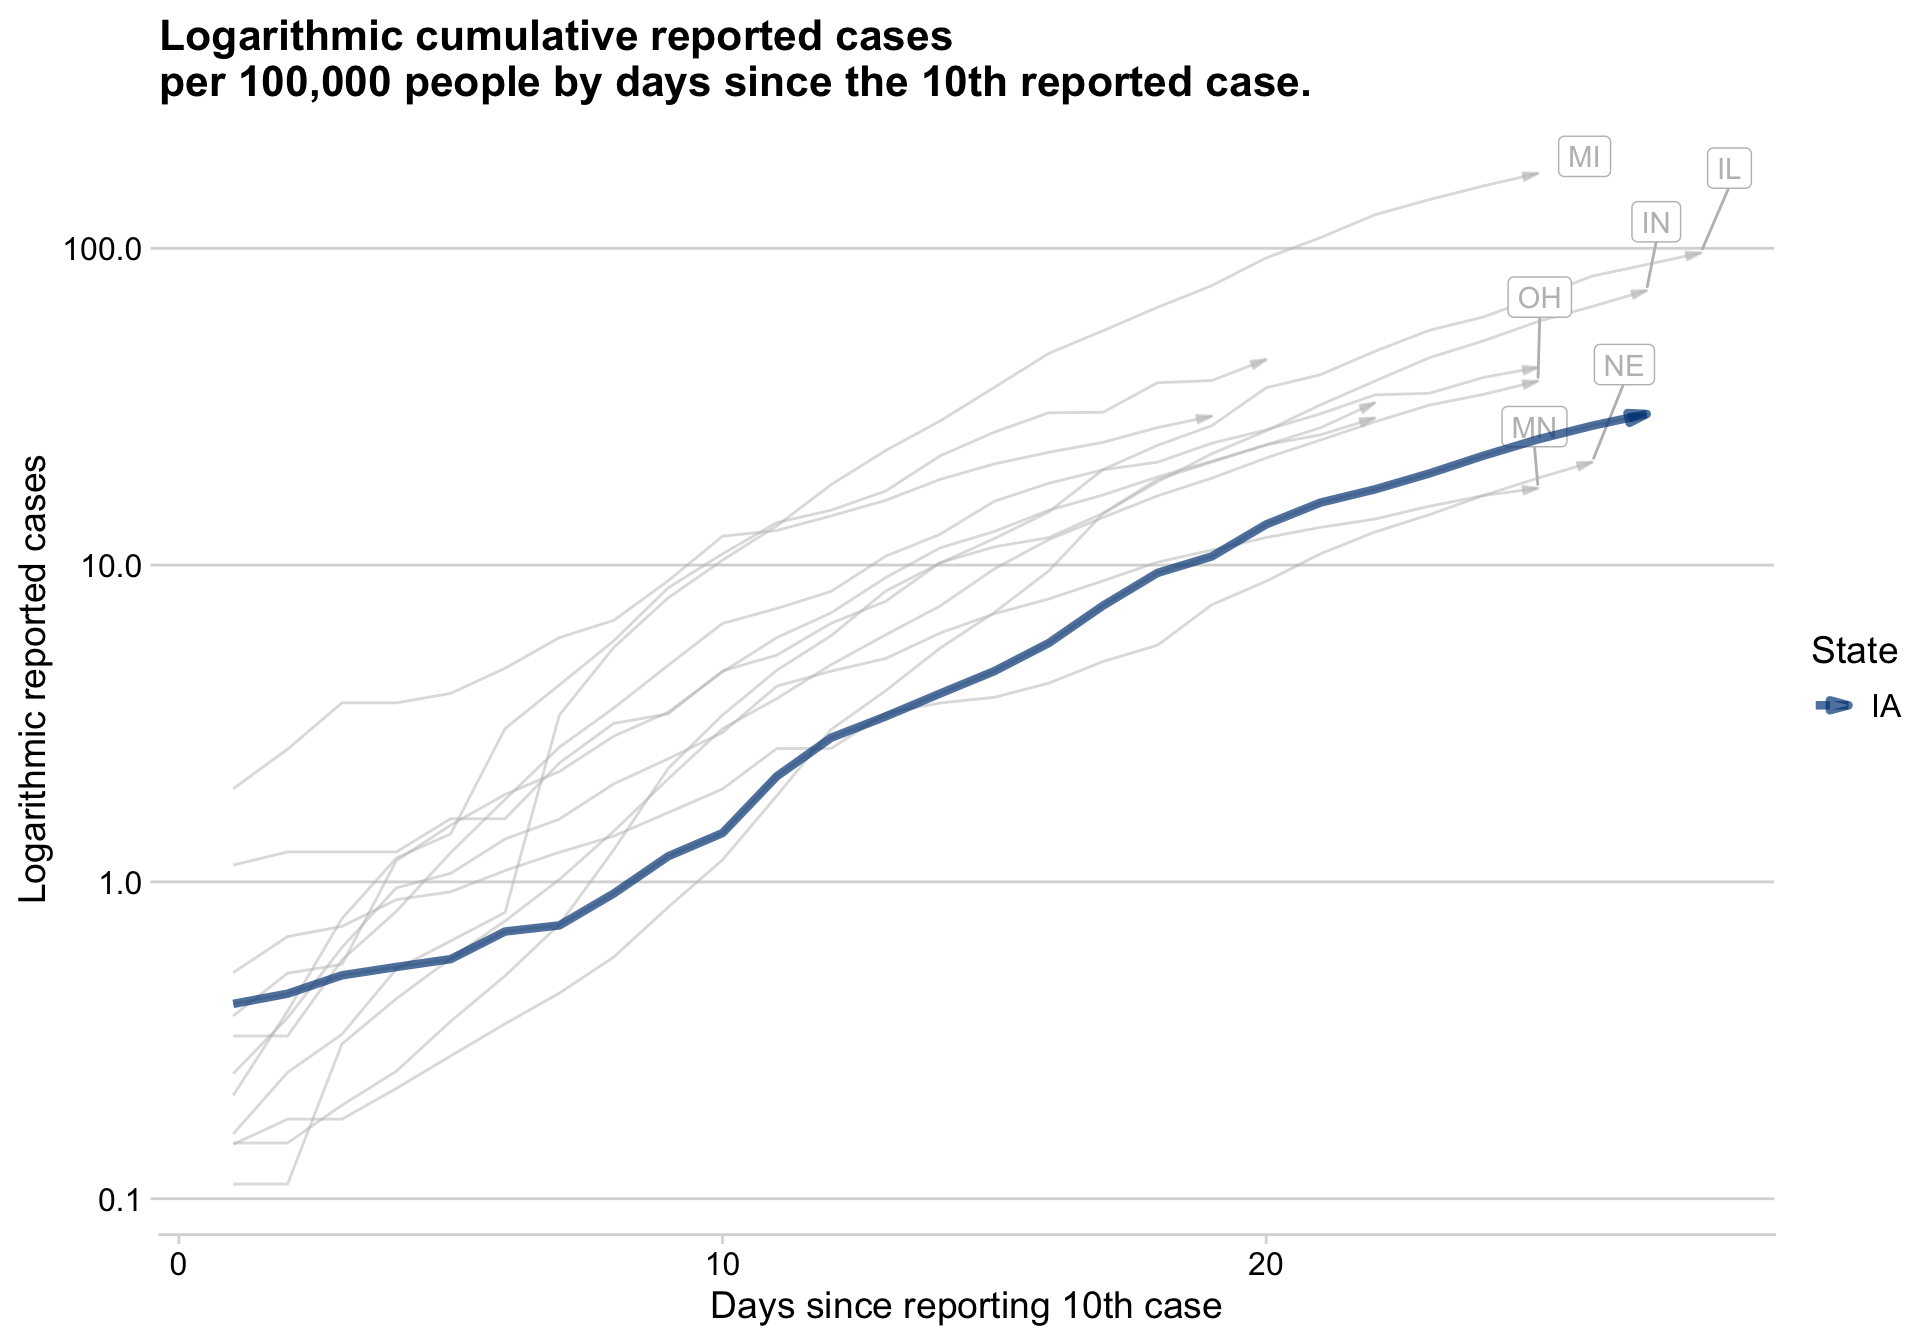 Logarithmic cumulative reported cases
per 100,000 people by days since the 10th reported case.
MI
IL
IN
100.0
OH
NE
MN
10.0
1.0
0.1
Logarithmic reported cases
State
IA
0
10
20
Days since reporting 10th case